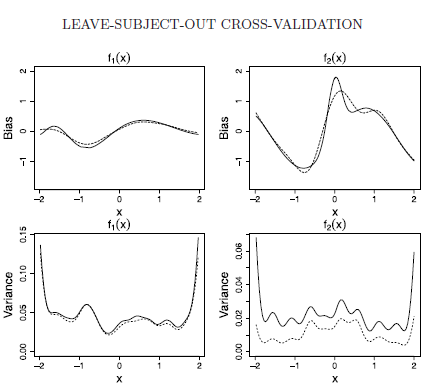 LEAVE-SUBJECT-OUT CROSS-VALIDATION
f₁(x) f₂(x)
Bias 2 1 0 −1 Bias 2 1 0 −1
−2 −1 0 1 2 −2 −1 0 1 2
x x
f₁(x) f₂(x)
Variance 0.15 0.10 0.05 0.00 Variance 0.06 0.04 0.02 0.00
−2 −1 0 1 2 −2 −1 0 1 2
x x